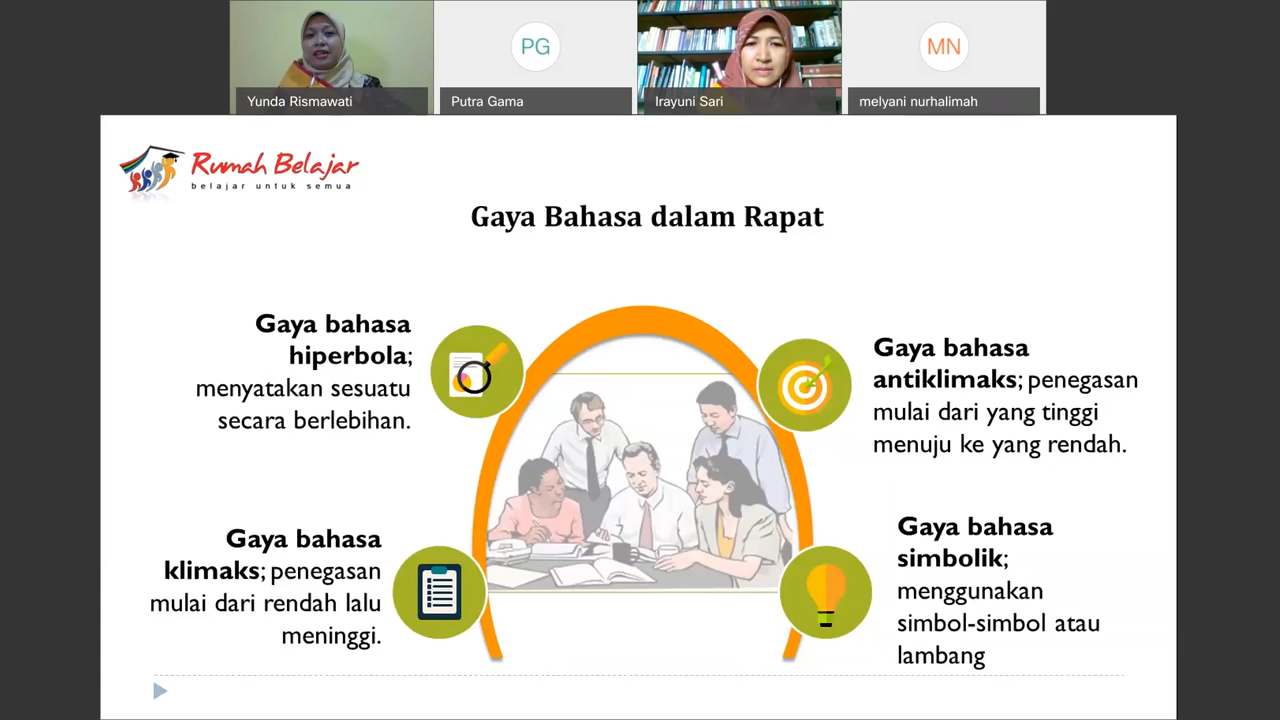 PG
MN
Yunda Rismawati
Putra Gama
Irayuni Sari
melyani nurhalimah
Rumah Belajar
belajar untuk semua
Gaya Bahasa dalam Rapat
Gaya bahasa
hiperbola;
menyatakan sesuatu
secara berlebihan.
Gaya bahasa
antiklimaks; penegasan
mulai dari yang tinggi
menuju ke yang rendah.
Gaya bahasa
klimaks; penegasan
mulai dari rendah lalu
meninggi.
Gaya bahasa
simbolik;
menggunakan
simbol-simbol atau
lambang